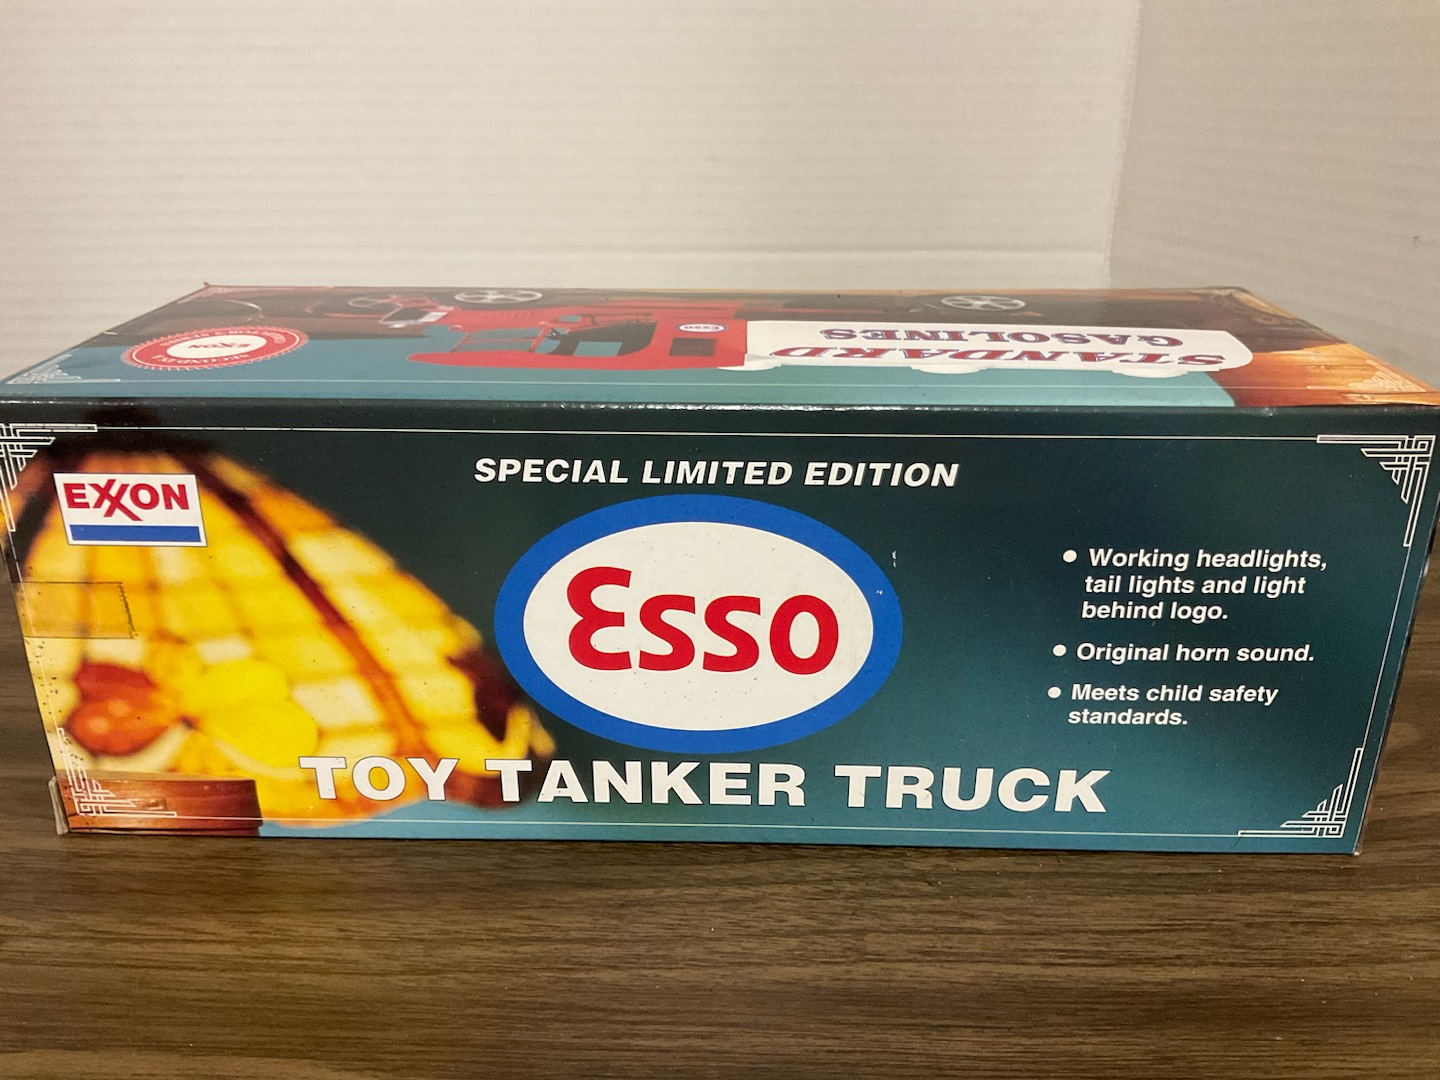 Esso
STANDARD
GASOLINES
SPECIAL LIMITED EDITION
EXXON
Esso
• Working headlights,
tail lights and light
behind logo.
• Original horn sound.
• Meets child safety
standards.
TOY TANKER TRUCK